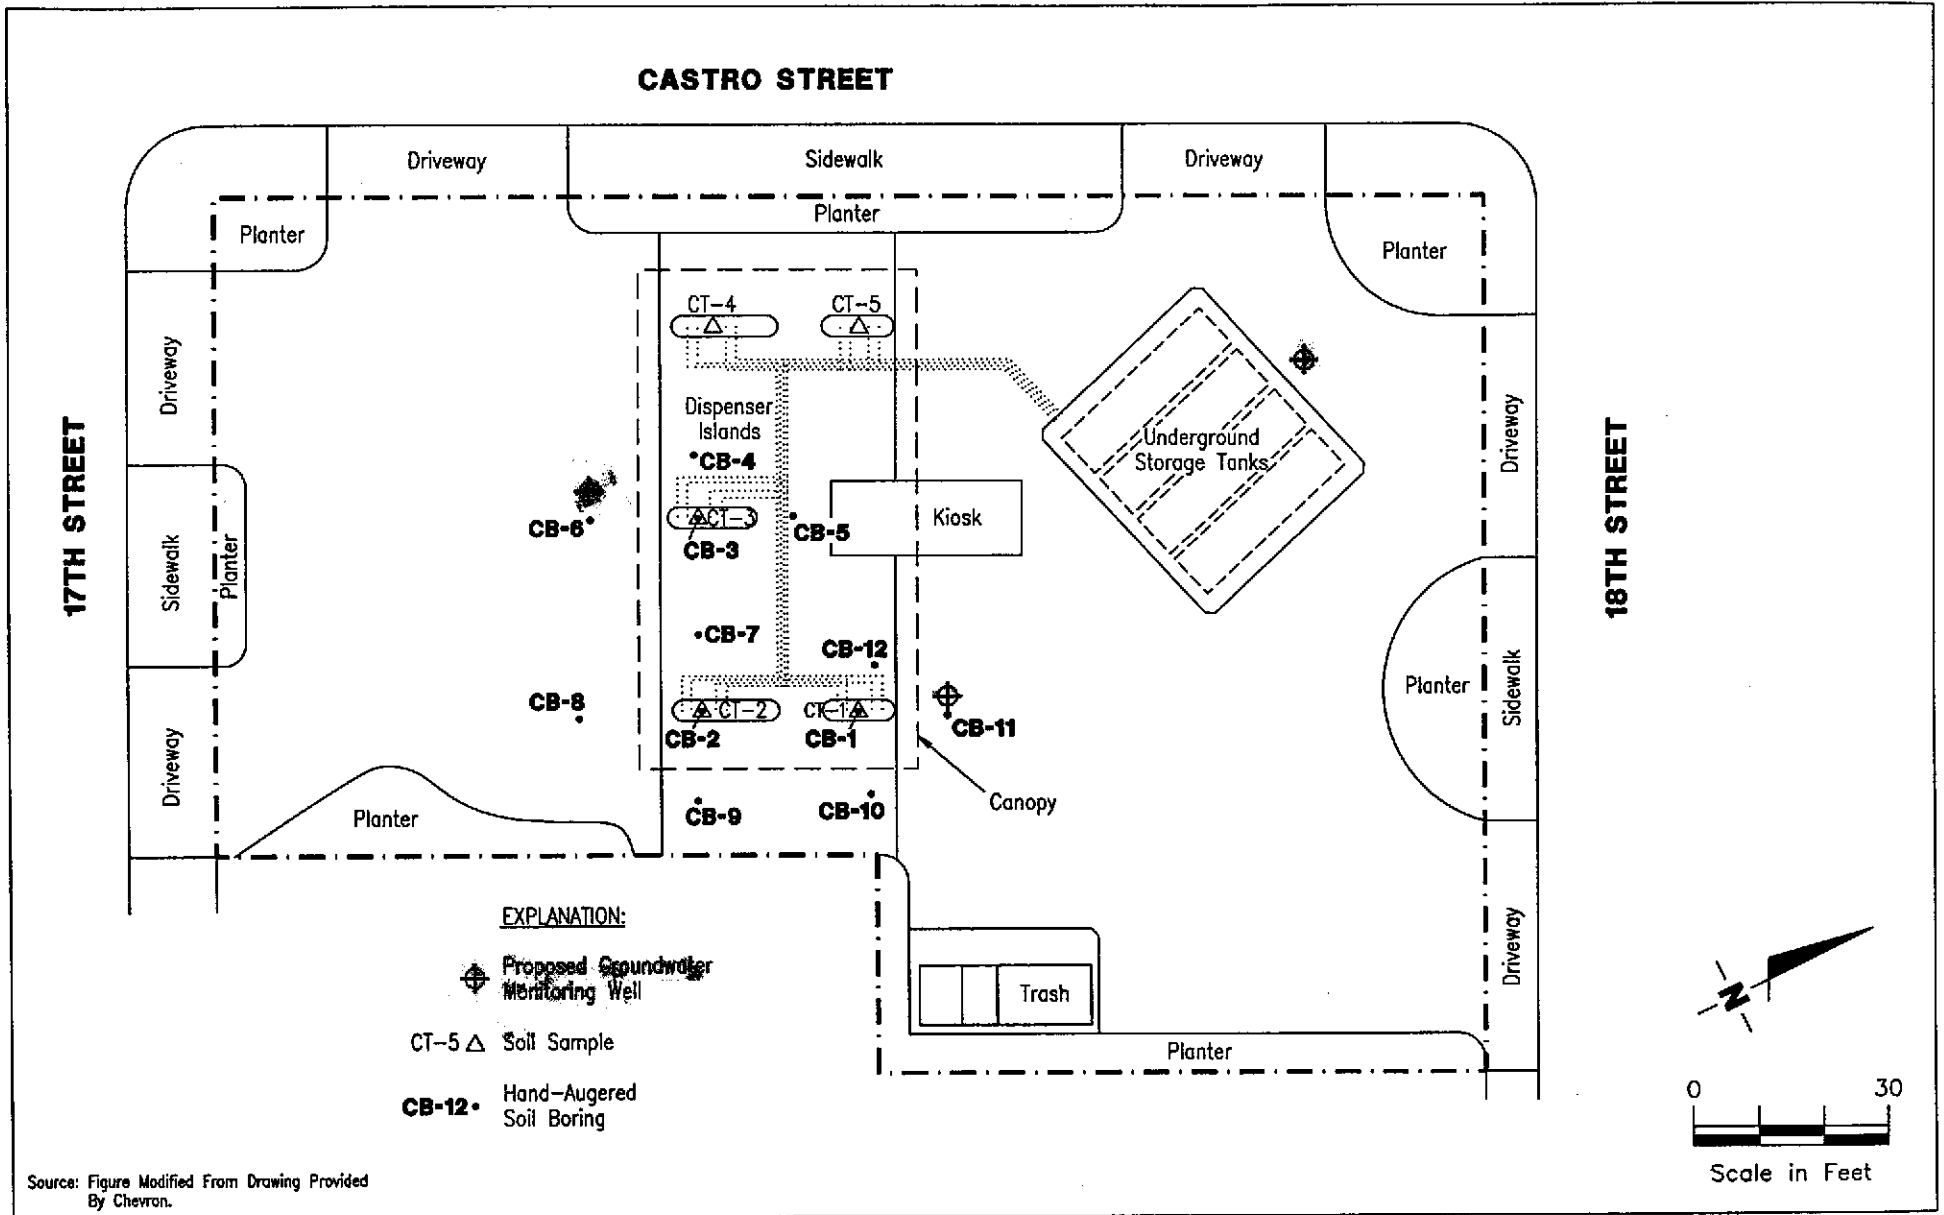 CASTRO STREET
Driveway
Sidewalk
Driveway
Planter
Planter
Planter
CT-4
CT-5
Driveway
17TH STREET
Dispenser
Islands
CB-4
Underground
Storage Tanks
Driveway
18TH STREET
CB-6
CT-3
CB-3
CB-5
Kiosk
Sidewalk
Planter
CB-7
CB-12
CB-8
CT-2
CT-1
CB-2
CB-1
CB-11
Planter
Sidewalk
Driveway
Planter
CB-9
CB-10
Canopy
EXPLANATION:
Proposed Groundwater
Monitoring Well
CT-5 Soil Sample
CB-12 Hand-Augered
Soil Boring
Trash
Planter
Driveway
N
0 30
Scale in Feet
Source: Figure Modified From Drawing Provided
By Chevron.